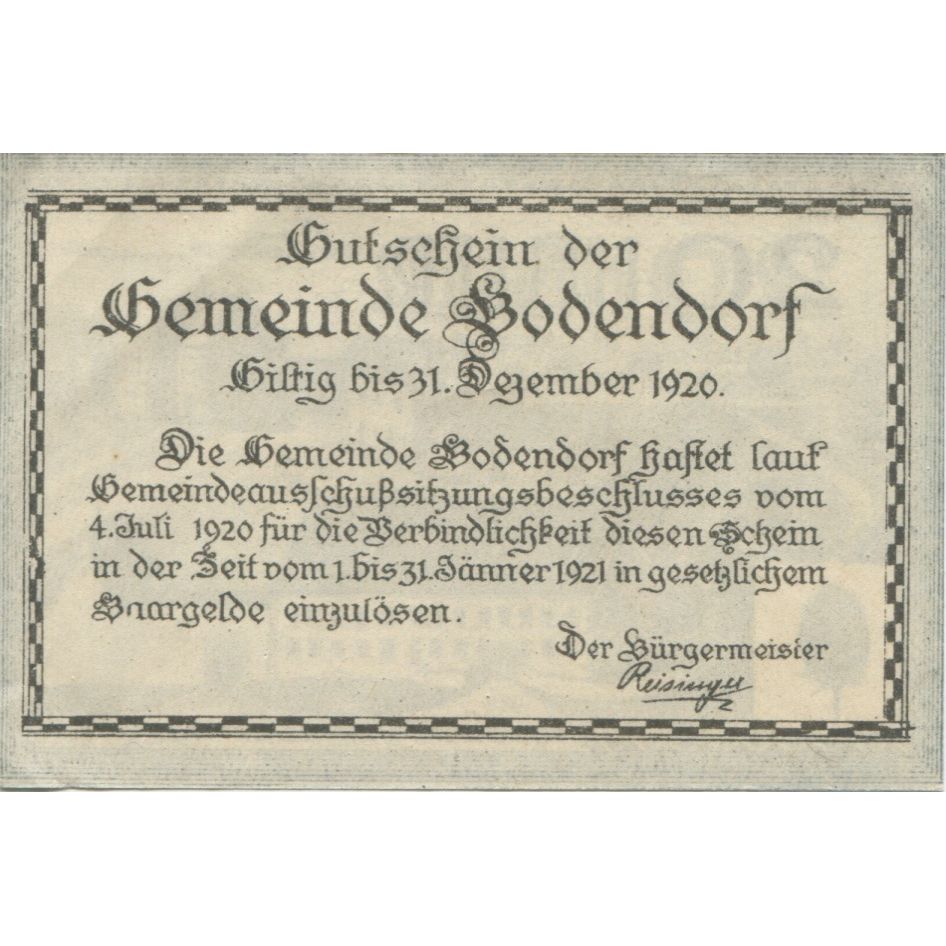 Gutschein der
Gemeinde Bodendorf
Giltig bis 31. Dezember 1920.
Die Gemeinde Bodendorf haftet laut
Gemeindeausschußsitzungsbeschlusses vom
4. Juli 1920 für die Verbindlichkeit diesen Schein
in der Zeit vom 1. bis 31. Jänner 1921 in gesetzlichem
Baargelde einzulösen.
Der Bürgermeister
Reisinger